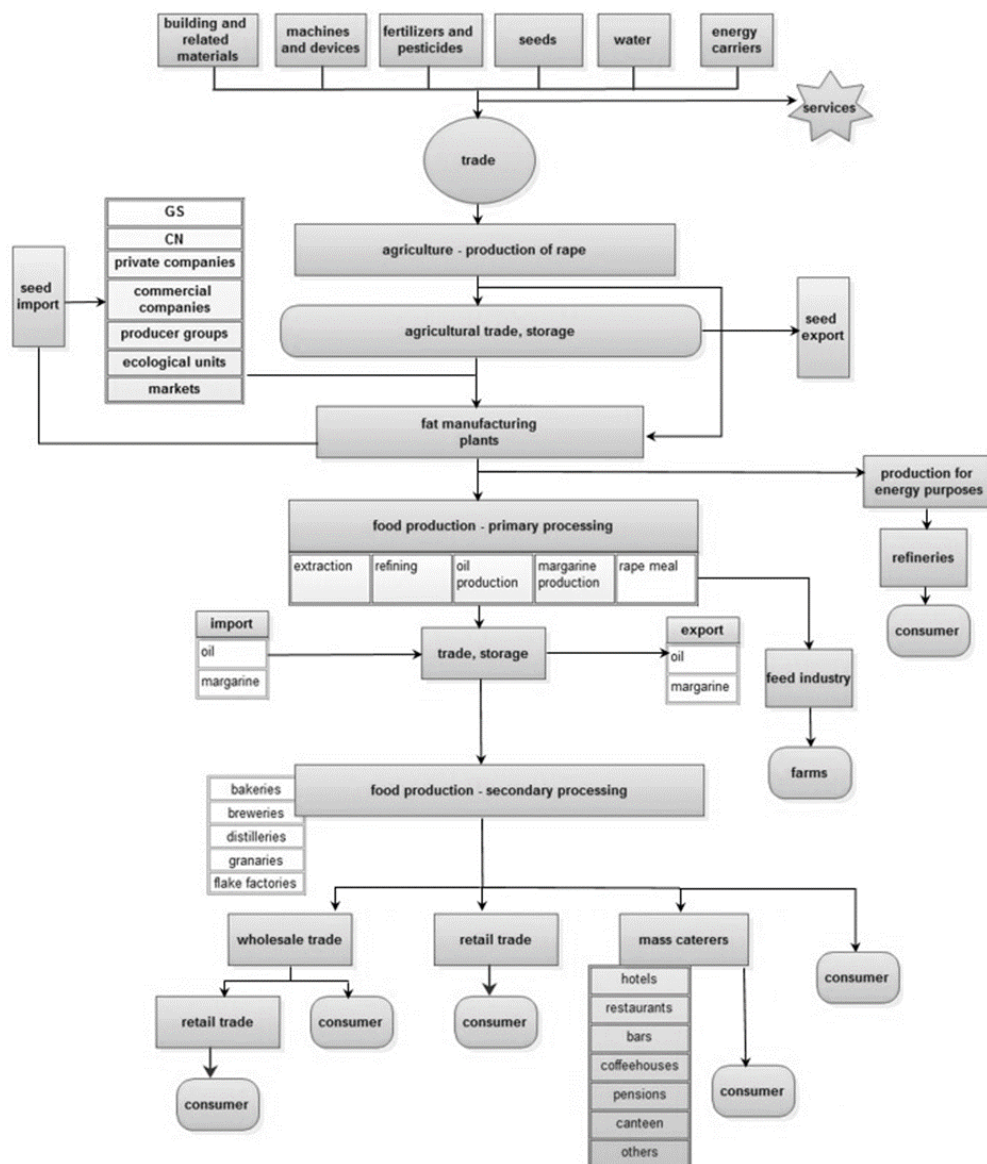 building and
related
materials
machines
and devices
fertilizers and
pesticides
seeds
water
energy
carriers
services
trade
GS
CN
private companies
commercial
companies
producer groups
ecological units
markets
seed
import
agriculture - production of rape
agricultural trade, storage
seed
export
fat manufacturing
plants
production for
energy purposes
food production - primary processing
extraction
refining
oil
production
margarine
production
rape meal
refineries
consumer
import
oil
margarine
trade, storage
export
oil
margarine
feed industry
farms
food production - secondary processing
bakeries
breweries
distilleries
granaries
flake factories
wholesale trade
retail trade
mass caterers
consumer
retail trade
consumer
consumer
consumer
hotels
restaurants
bars
coffeehouses
pensions
canteen
others
consumer